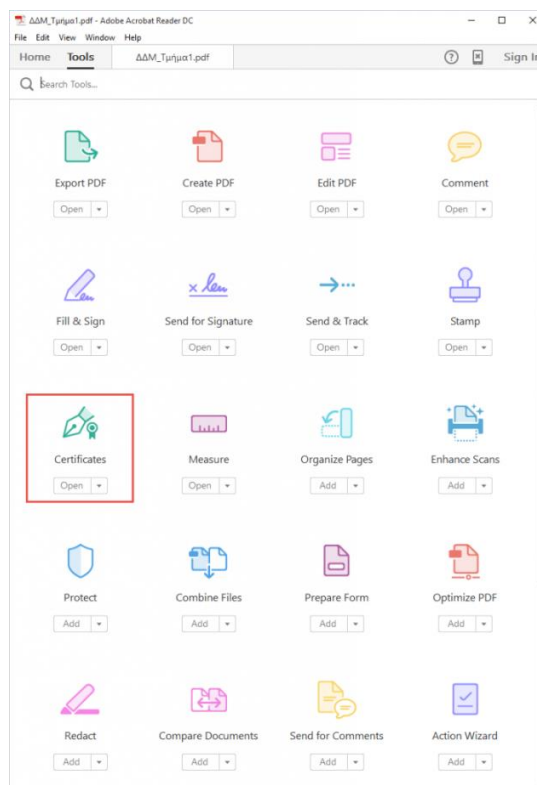 ΔΔΜ_Τμήμα1.pdf - Adobe Acrobat Reader DC
File Edit View Window Help
Home Tools ΔΔΜ_Τμήμα1.pdf Sign In
Search Tools...
Export PDF Create PDF Edit PDF Comment
Open Open Open Open
Fill & Sign Send for Signature Send & Track Stamp
Open Open Open Open
Certificates Measure Organize Pages Enhance Scans
Open Open Add Add
Protect Combine Files Prepare Form Optimize PDF
Add Add Add Add
Redact Compare Documents Send for Comments Action Wizard
Add Add Add Add